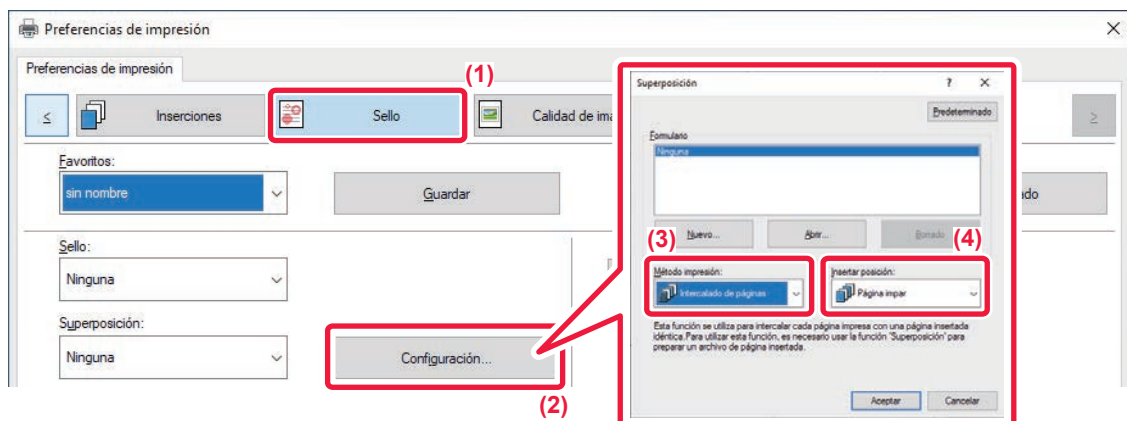 Preferencias de impresión
Preferencias de impresión
(1)
<
Inserciones
Sello
Calidad de ima
>
Favoritos:
sin nombre
Guardar
do
Sello:
Ninguna
Superposición:
Ninguna
Configuración...
(2)
Superposición
?
Predeterminado
Formulario
Ninguna
Nuevo...
Abrir...
Borrado
(3)
(4)
Método impresión:
Insertar posición:
Intercalado de páginas
Página impar
Esta función se utiliza para intercalar cada página impresa con una página insertada
idéntica.Para utilizar esta función, es necesario usar la función 'Superposición' para
preparar un archivo de página insertada.
Aceptar
Cancelar